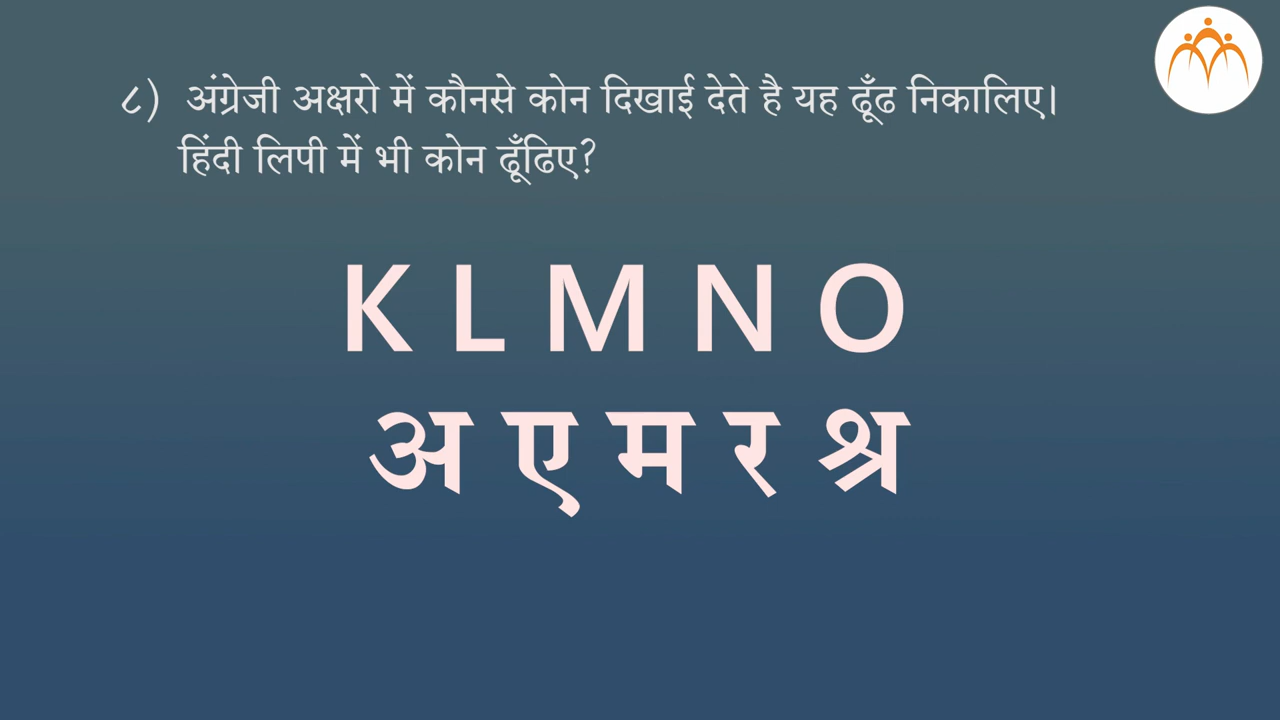 ८) अंग्रेजी अक्षरो में कौनसे कोन दिखाई देते है यह ढूँढ निकालिए।
हिंदी लिपी में भी कोन ढूँढिए?
K L M N O
अ ए म र श्र